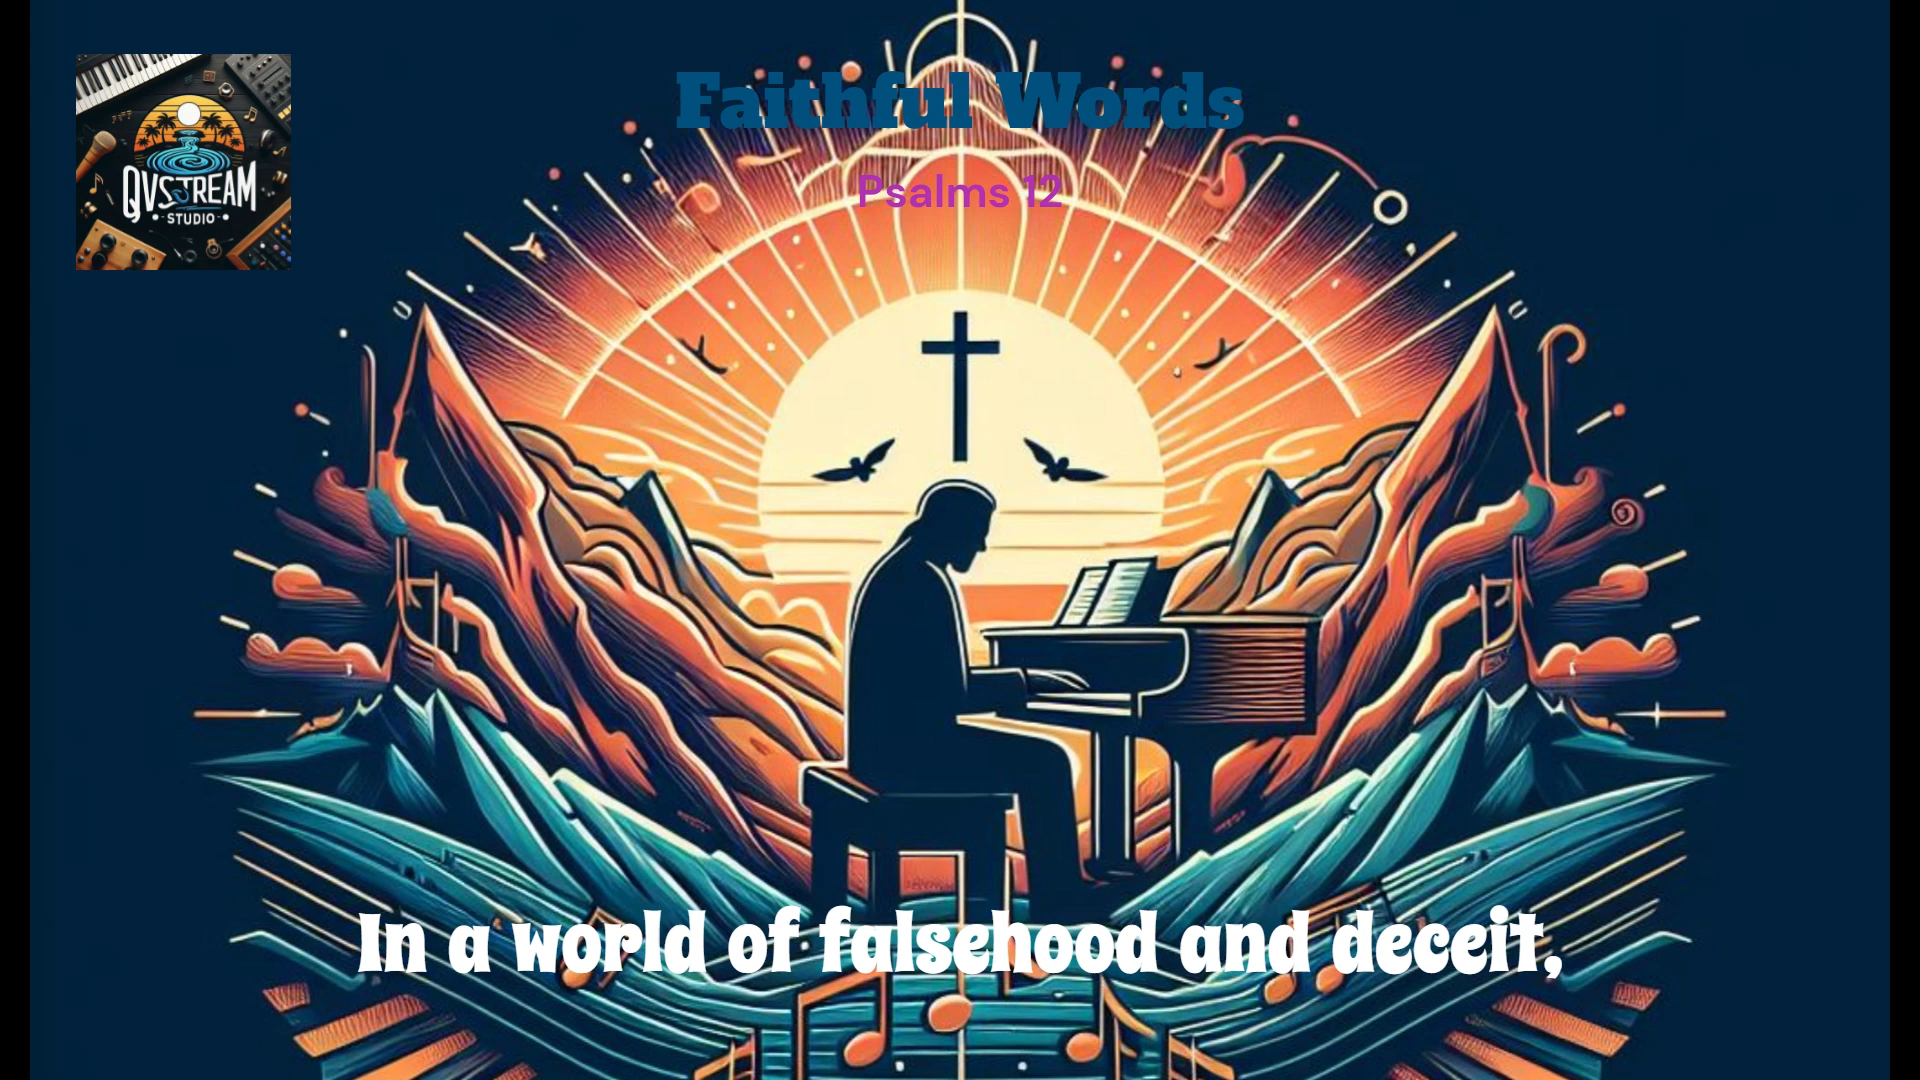 Faithful Words
Psalms 12
QVSTREAM
STUDIO
In a world of falsehood and deceit,